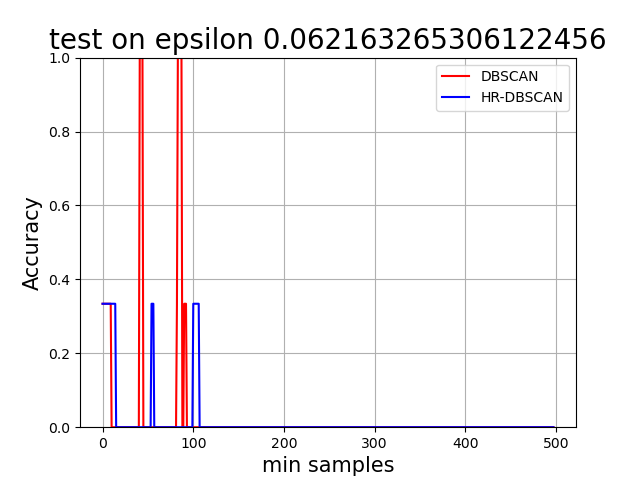 test on epsilon 0.062163265306122456
1.0
DBSCAN
HR-DBSCAN
0.8
0.6
Accuracy
0.4
0.2
0.0
0 100 200 300 400 500
min samples